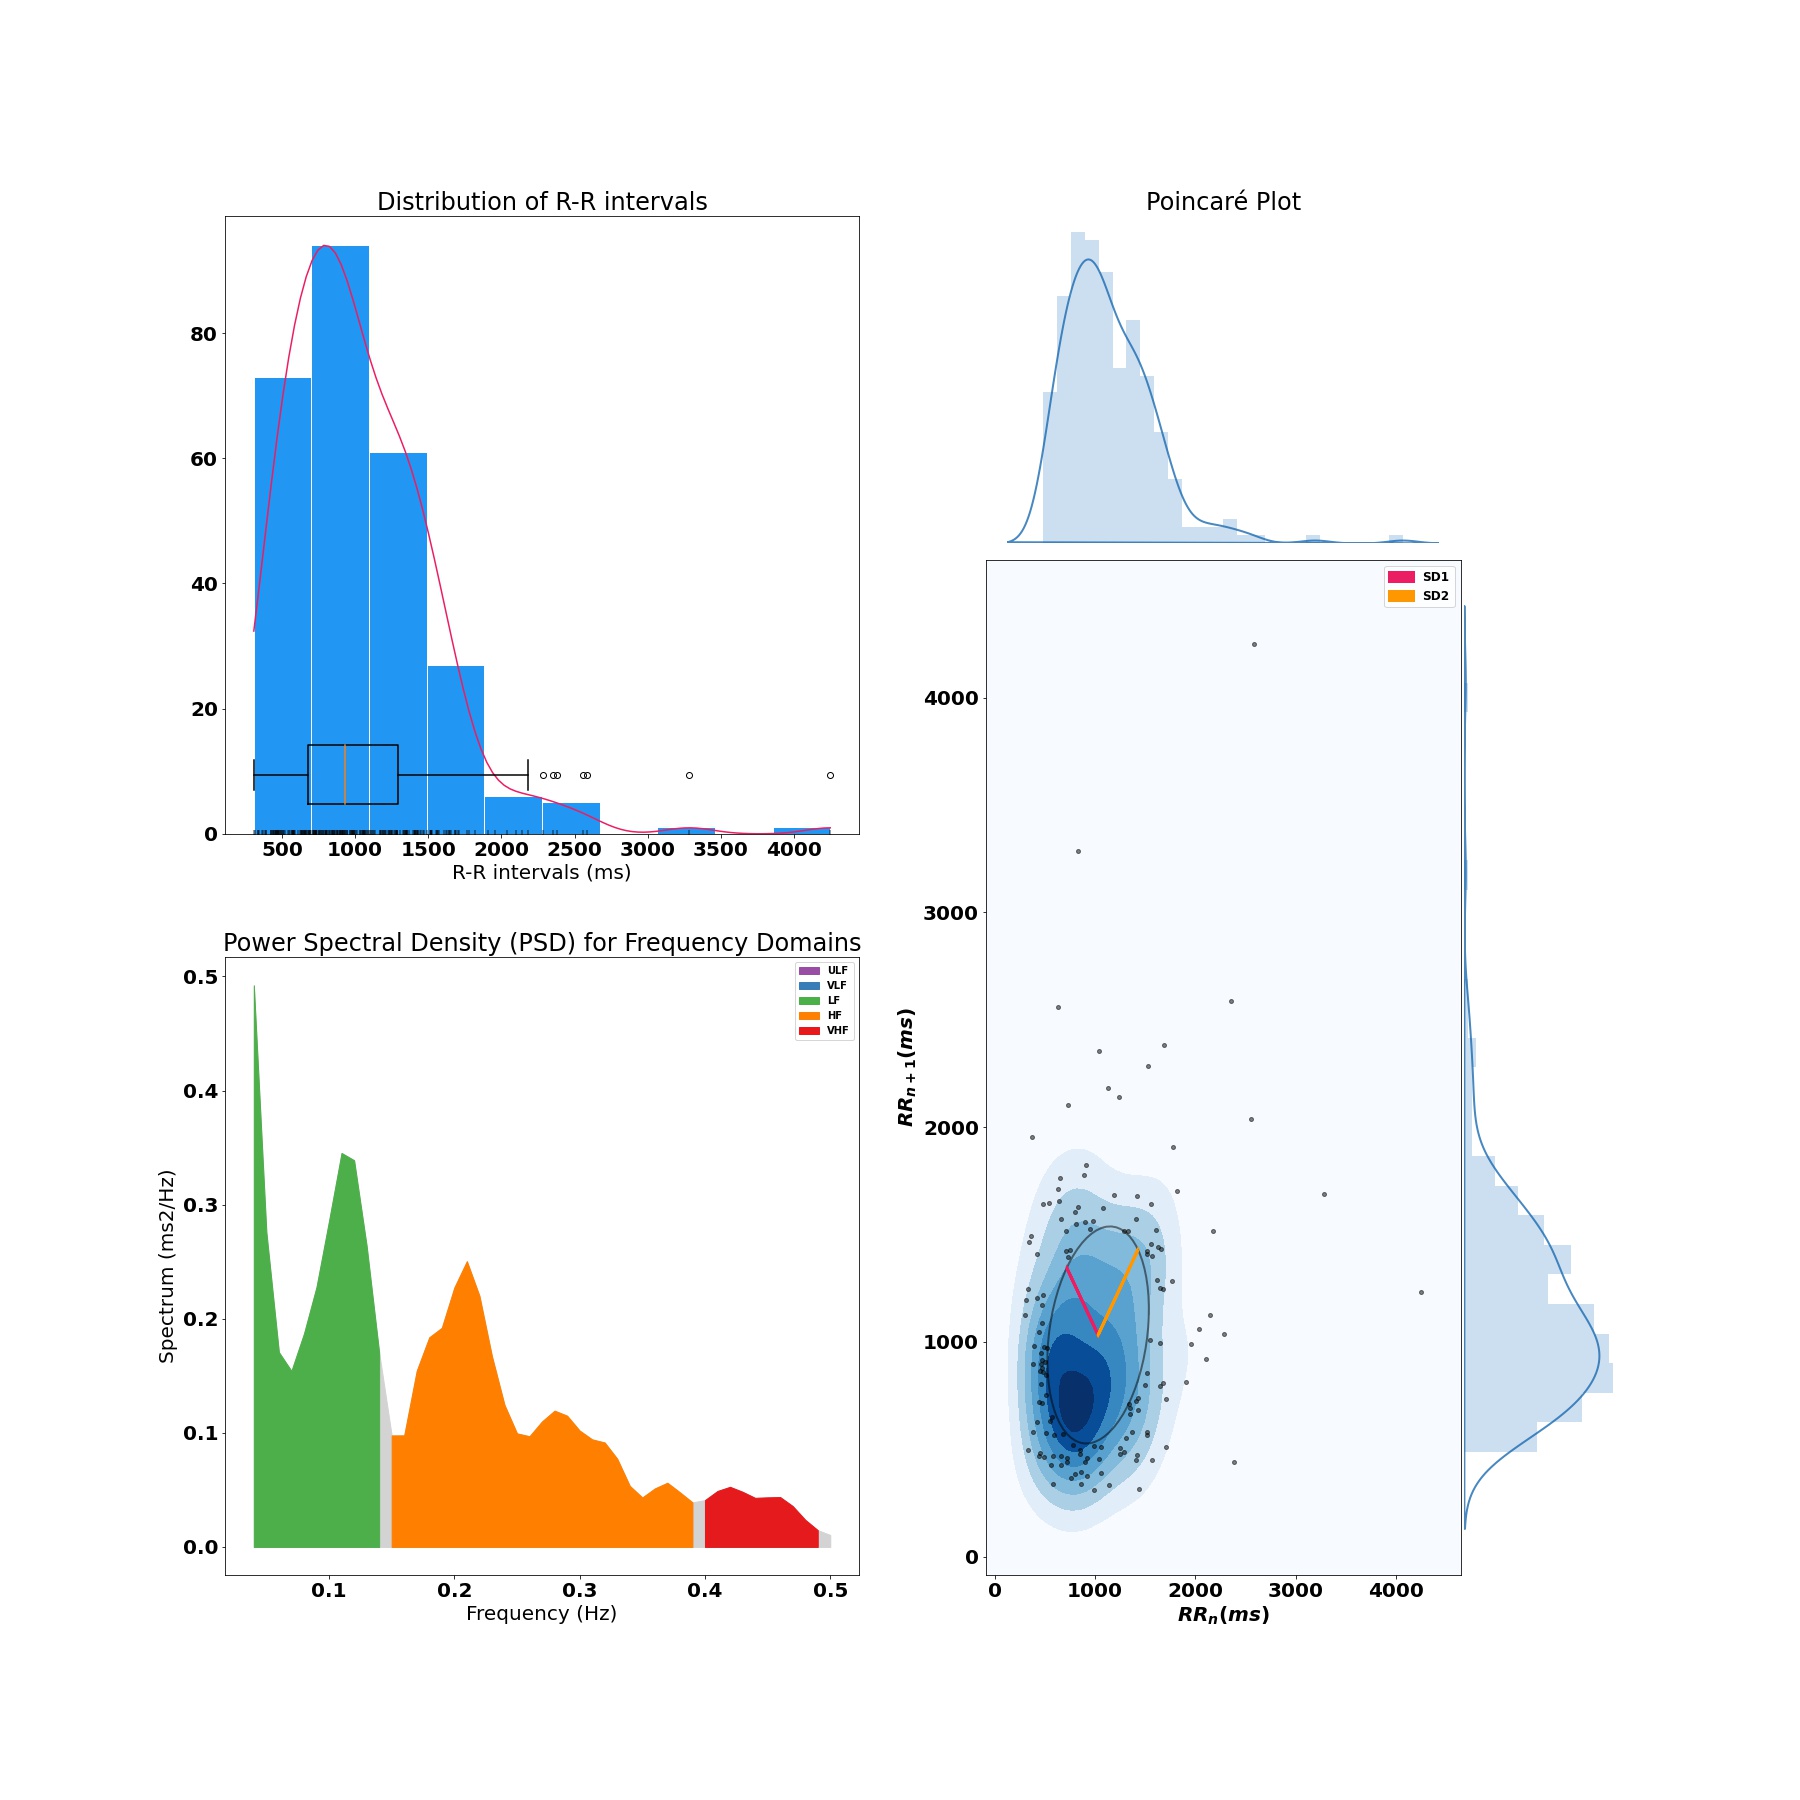 Distribution of R-R intervals
80
60
40
20
0
500 1000 1500 2000 2500 3000 3500 4000
R-R intervals (ms)
Power Spectral Density (PSD) for Frequency Domains
ULF
VLF
LF
HF
VHF
0.5
0.4
0.3
0.2
0.1
0.0
Spectrum (ms2/Hz)
0.1 0.2 0.3 0.4 0.5
Frequency (Hz)
Poincaré Plot
SD1
SD2
4000
3000
2000
1000
0
RRn+1(ms)
0 1000 2000 3000 4000
RRn(ms)